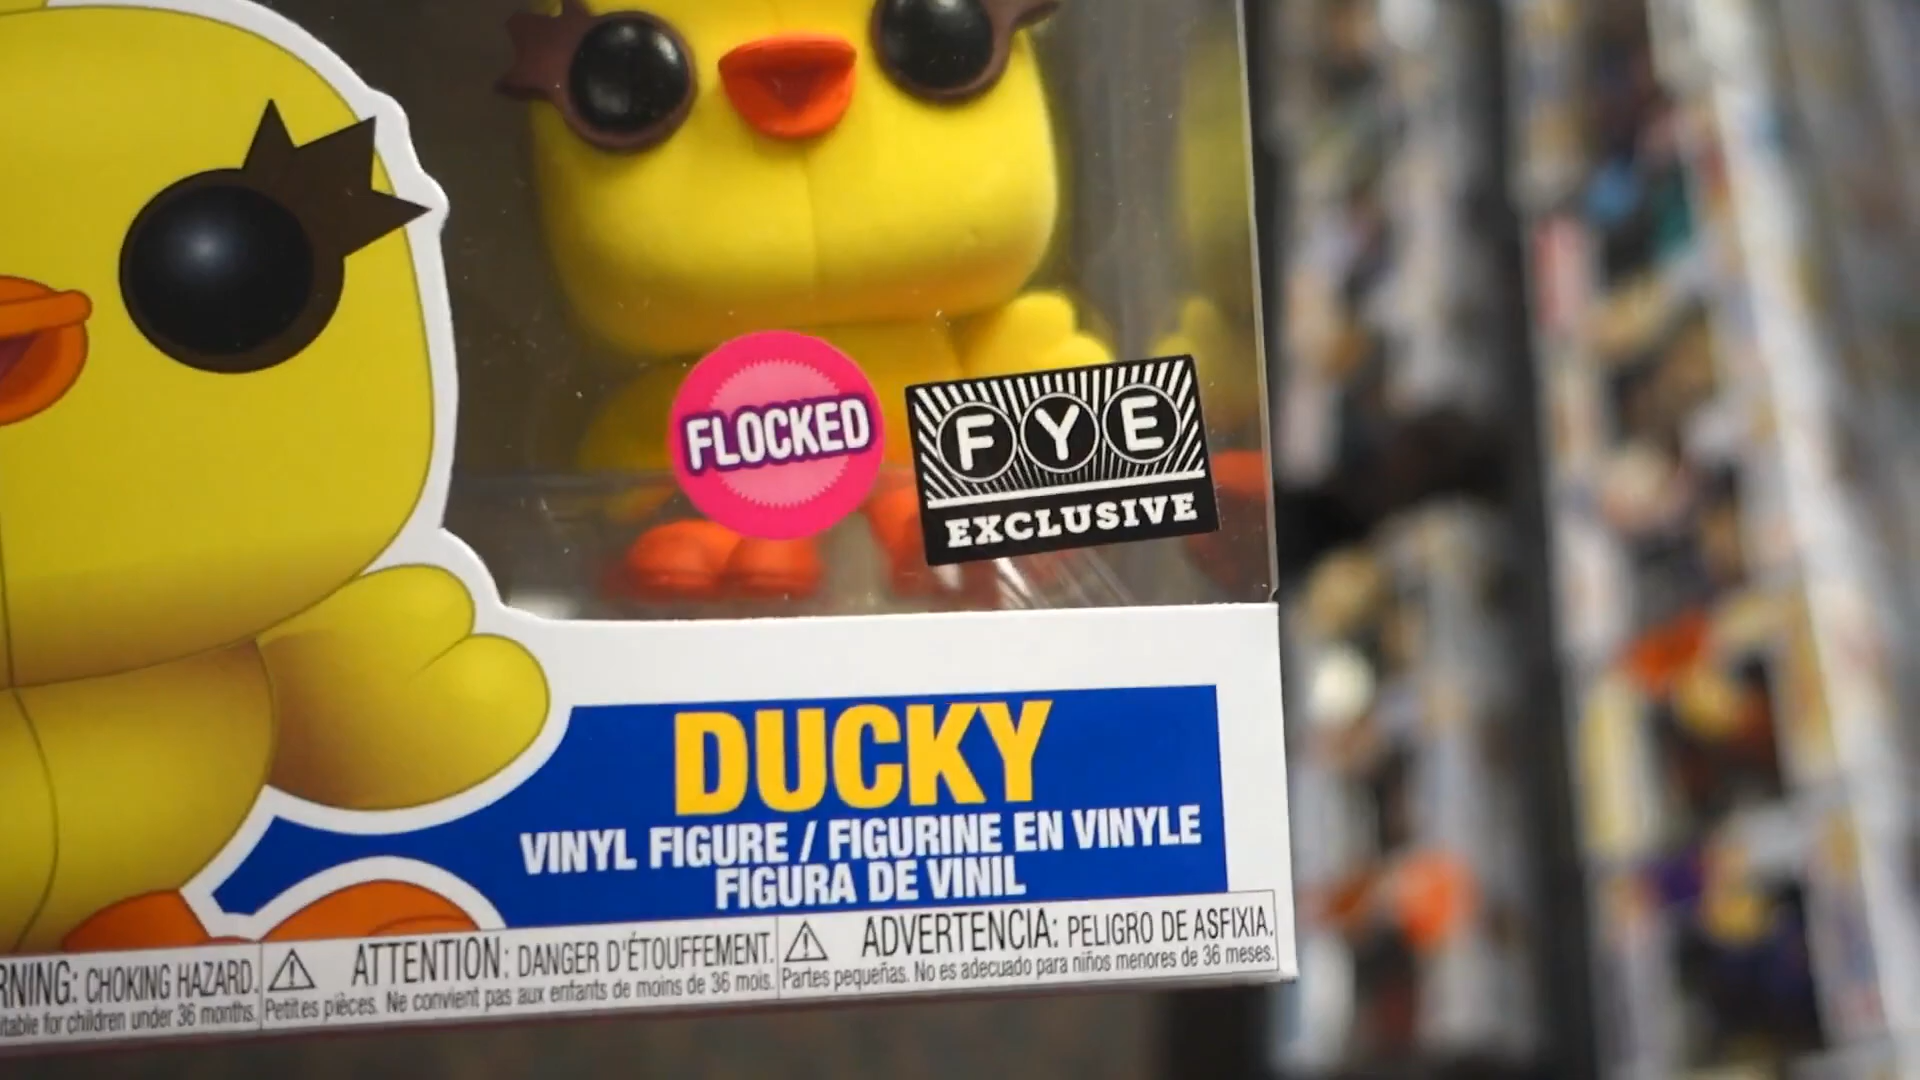 FLOCKED
FYE
EXCLUSIVE
DUCKY
VINYL FIGURE / FIGURINE EN VINYLE
FIGURA DE VINIL
RNING: CHOKING HAZARD.
itable for children under 36 months.
ATTENTION: DANGER D'ÉTOUFFEMENT.
Petites pièces. Ne convient pas aux enfants de moins de 36 mois.
ADVERTENCIA: PELIGRO DE ASFIXIA.
Partes pequeñas. No es adecuado para niños menores de 36 meses.